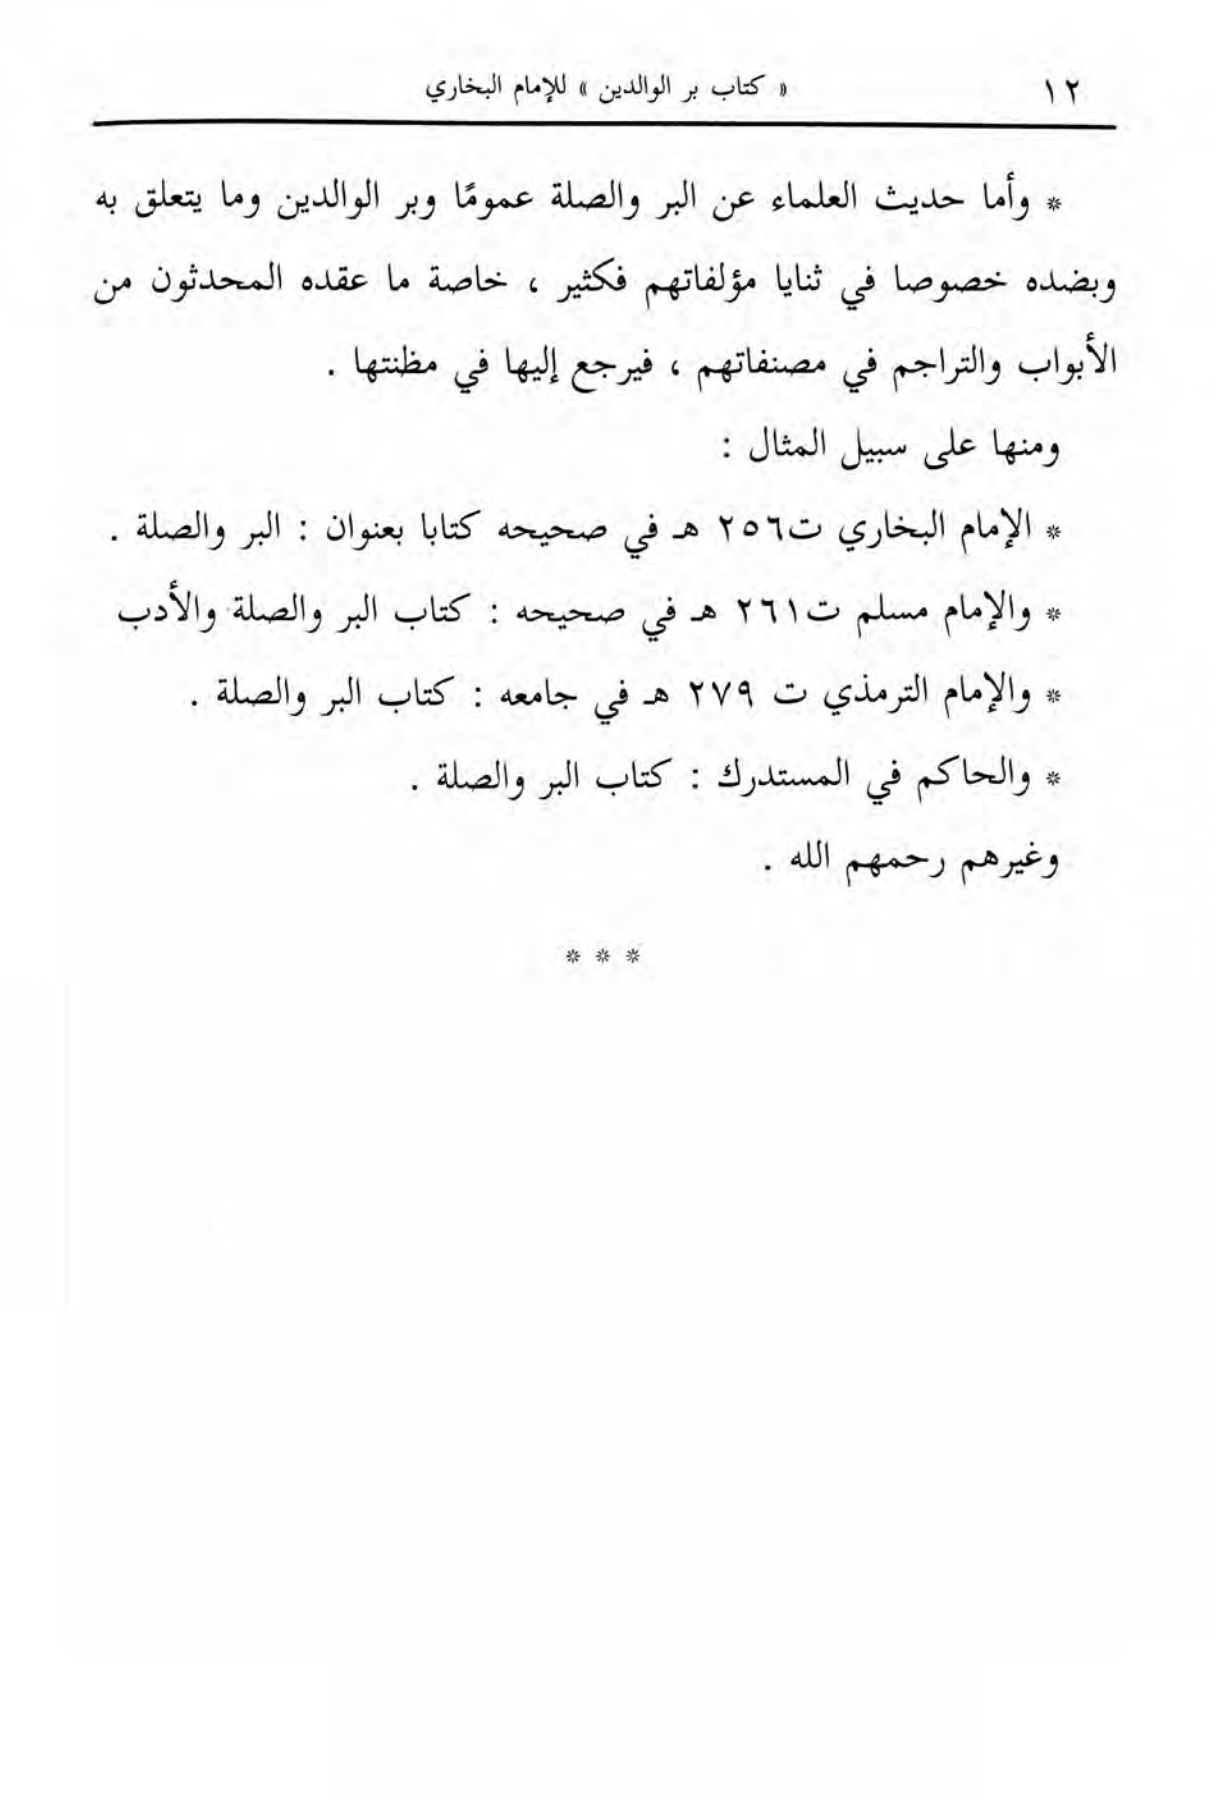 ١٢
« كتاب بر الوالدين » للإمام البخاري
* وأما حديث العلماء عن البر والصلة عمومًا وبر الوالدين وما يتعلق به
وبضده خصوصا في ثنايا مؤلفاتهم فكثير ، خاصة ما عقده المحدثون من
الأبواب والتراجم في مصنفاتهم ، فيرجع إليها في مظنتها .
ومنها على سبيل المثال :
* الإمام البخاري ت٢٥٦ هـ في صحيحه كتابا بعنوان : البر والصلة .
* والإمام مسلم ت٢٦١ هـ في صحيحه : كتاب البر والصلة والأدب
* والإمام الترمذي ت ٢٧٩ هـ في جامعه : كتاب البر والصلة .
* والحاكم في المستدرك : كتاب البر والصلة .
وغيرهم رحمهم الله .
* * *